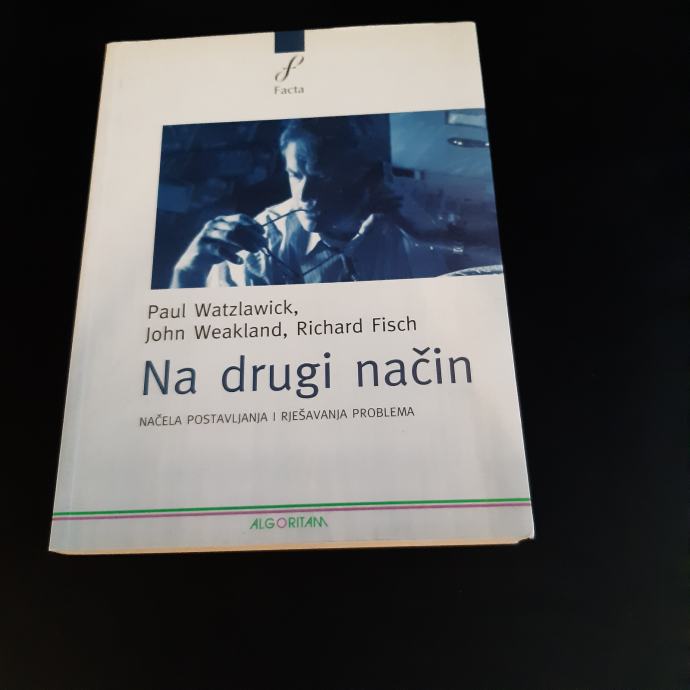 Facta
Paul Watzlawick,
John Weakland, Richard Fisch
Na drugi način
NAČELA POSTAVLJANJA I RJEŠAVANJA PROBLEMA
ALGORITAM